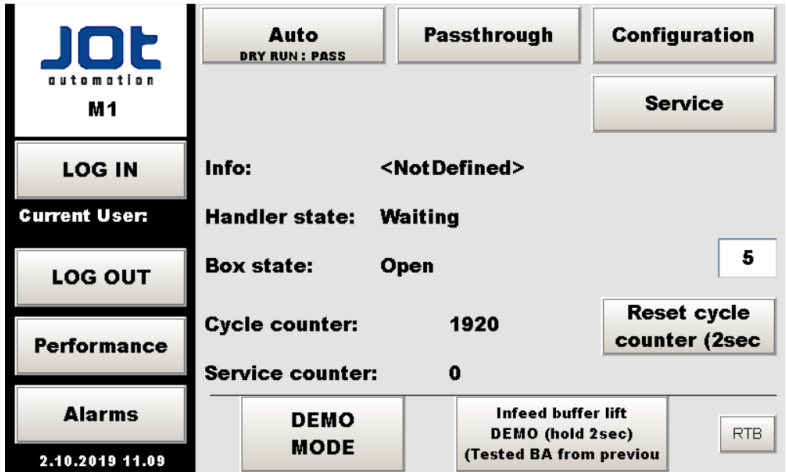 JOT
automation
M1
Auto
DRY RUN : PASS
Passthrough
Configuration
Service
LOG IN
Info: <NotDefined>
Current User:
Handler state: Waiting
LOG OUT
Box state: Open
5
Cycle counter: 1920
Reset cycle
counter (2sec
Performance
Service counter: 0
Alarms
DEMO
MODE
Infeed buffer lift
DEMO (hold 2sec)
(Tested BA from previou
RTB
2.10.2019 11.09